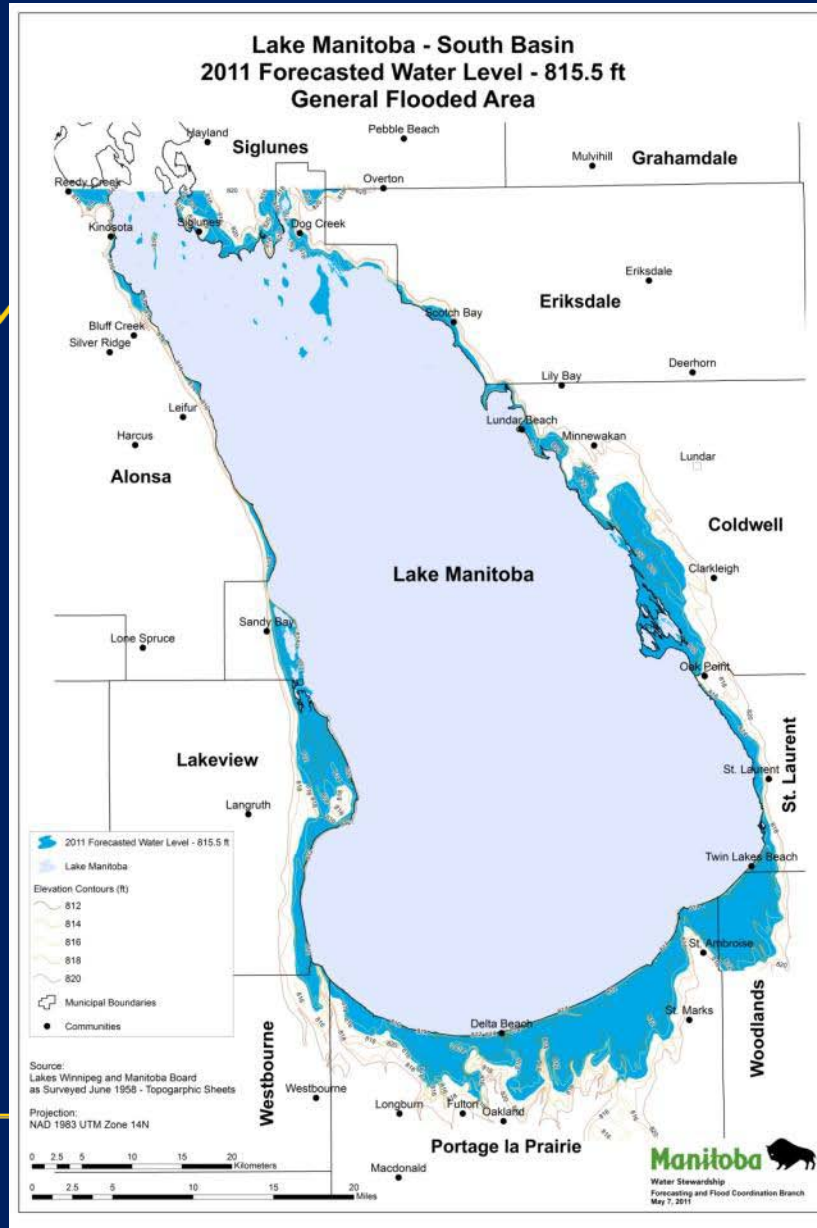 Lake Manitoba - South Basin
2011 Forecasted Water Level - 815.5 ft
General Flooded Area
Hayland
Pebble Beach
Siglunes
Mulvihill
Grahamdale
Reedy Creek
820
Overton
Kinosota
Siglunes
Dog Creek
Eriksdale
Eriksdale
Scotch Bay
Bluff Creek
Silver Ridge
Deerhorn
Lily Bay
Leifur
Lundar Beach
Harcus
Minnewakan
Lundar
Alonsa
Coldwell
Lake Manitoba
Clarkleigh
Sandy Bay
Lone Spruce
Oak Point
Lakeview
St. Laurent
St. Laurent
Langruth
Twin Lakes Beach
2011 Forecasted Water Level - 815.5 ft
Lake Manitoba
Elevation Contours (ft)
812
814
816
818
820
Municipal Boundaries
Communities
St. Ambroise
St. Marks
Delta Beach
Woodlands
Westbourne
Source:
Lakes Winnipeg and Manitoba Board
as Surveyed June 1958 - Topogarphic Sheets
Projection:
NAD 1983 UTM Zone 14N
Westbourne
Longburn
Fulton
Oakland
Portage la Prairie
Macdonald
0 2.5 5 10 15 20
Kilometers
0 2.5 5 10 15 20
Miles
Manitoba
Water Stewardship
Forecasting and Flood Coordination Branch
May 7, 2011